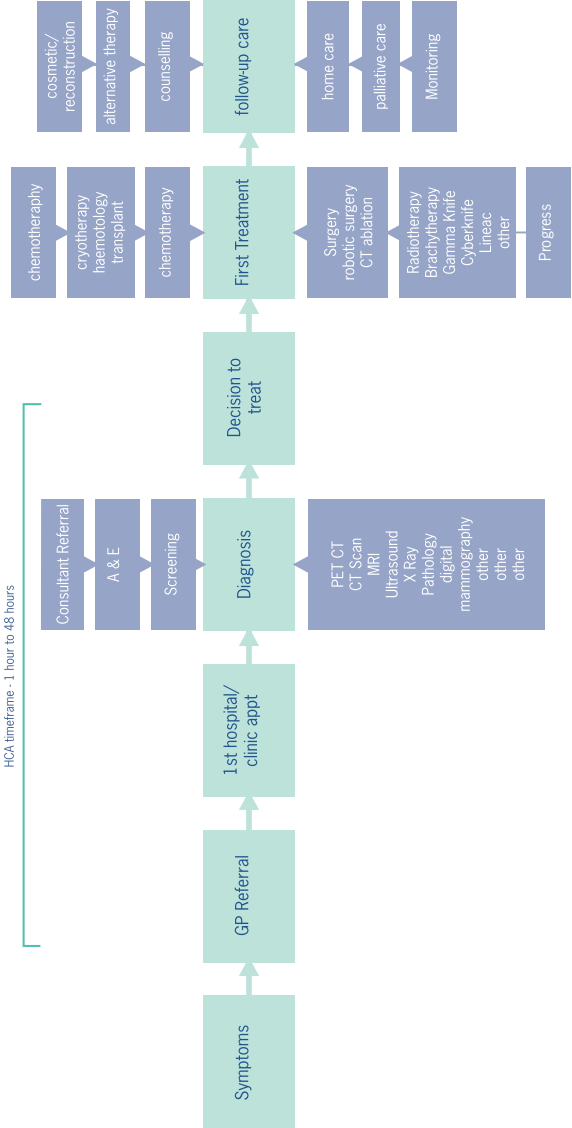 HCA timeframe - 1 hour to 48 hours
Symptoms
GP Referral
1st hospital/
clinic appt
Consultant Referral
A & E
Screening
Diagnosis
PET CT
CT Scan
MRI
Ultrasound
X Ray
Pathology
digital
mammography
other
other
other
Decision to
treat
chemotheraphy
cryotherapy
haemotology
transplant
chemotherapy
First Treatment
Surgery
robotic surgery
CT ablation
Radiotherapy
Brachytherapy
Gamma Knife
Cyberknife
Lineac
other
Progress
cosmetic/
reconstruction
alternative therapy
counselling
follow-up care
home care
palliative care
Monitoring